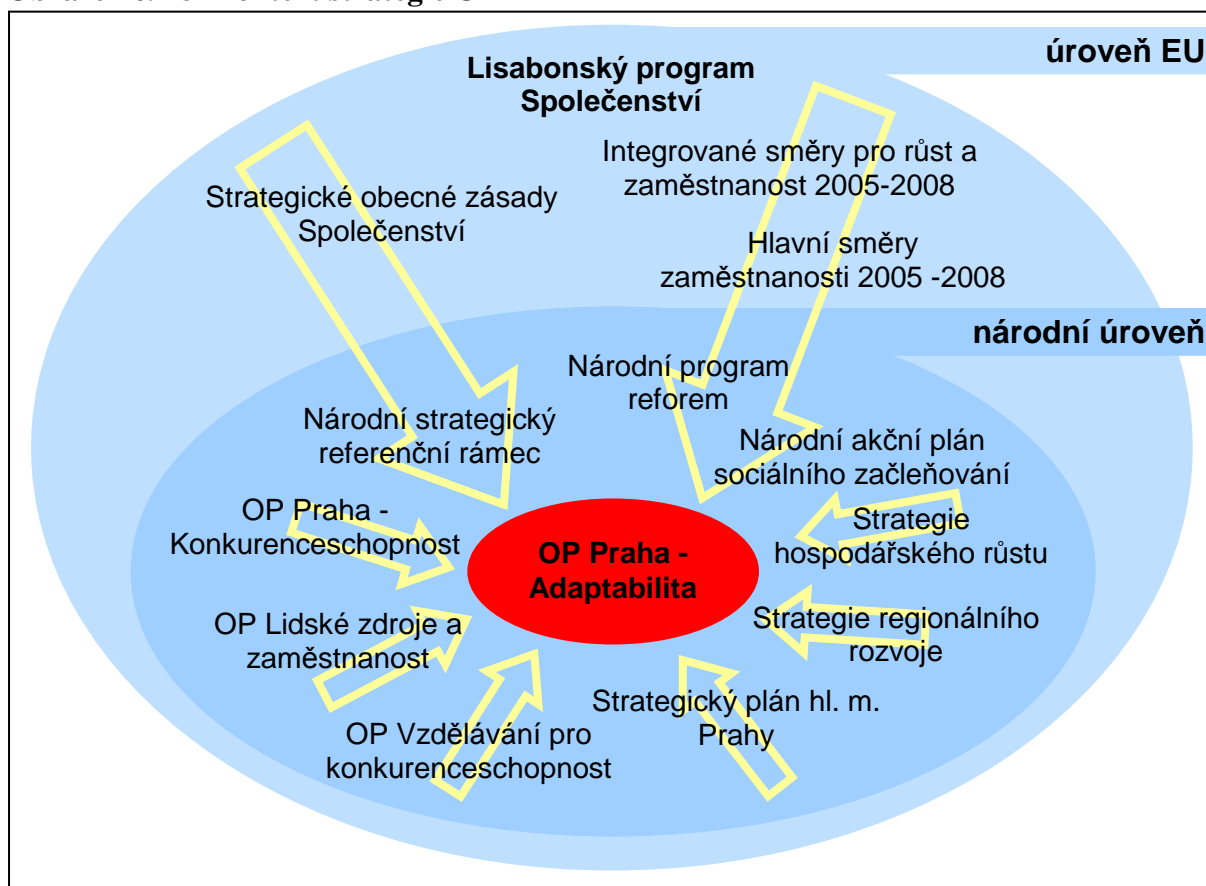 úroveň EU
Lisabonský program
Společenství
Integrované směry pro růst a
zaměstnanost 2005-2008
Strategické obecné zásady
Společenství
Hlavní směry
zaměstnanosti 2005 -2008
národní úroveň
Národní program
reforem
Národní strategický
referenční rámec
Národní akční plán
sociálního začleňování
OP Praha -
Konkurenceschopnost
Strategie
hospodářského růstu
OP Praha -
Adaptabilita
OP Lidské zdroje a
zaměstnanost
Strategie regionálního
rozvoje
Strategický plán hl. m.
Prahy
OP Vzdělávání pro
konkurenceschopnost